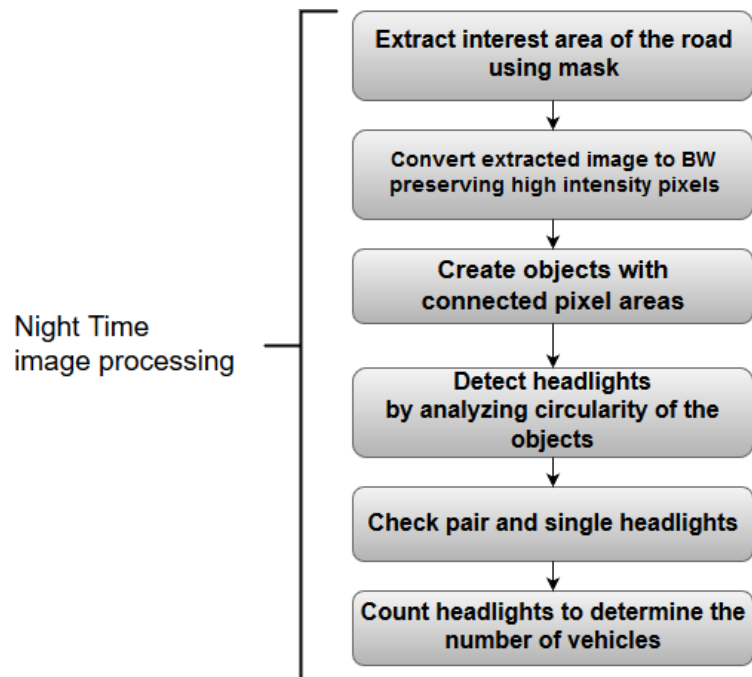 Extract interest area of the road
using mask
Convert extracted image to BW
preserving high intensity pixels
Create objects with
connected pixel areas
Night Time
image processing
Detect headlights
by analyzing circularity of the
objects
Check pair and single headlights
Count headlights to determine the
number of vehicles